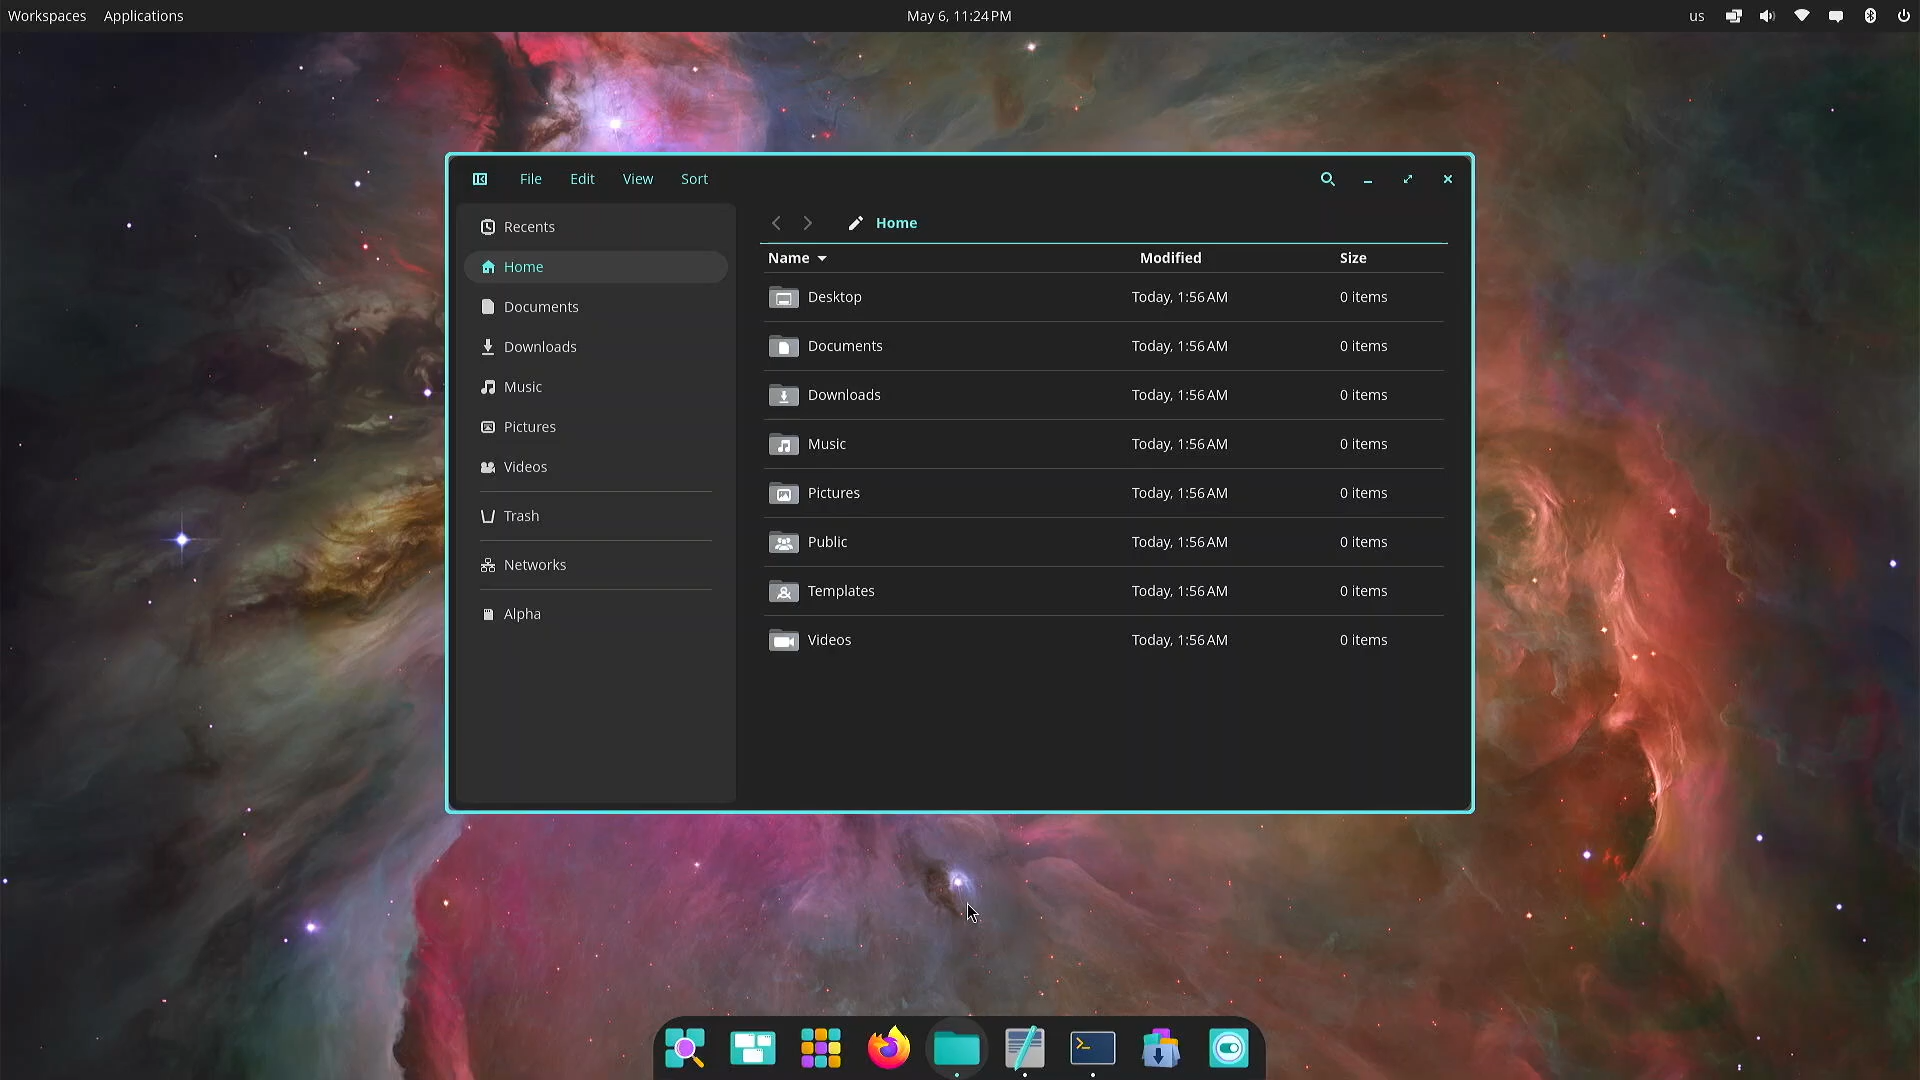 Workspaces Applications May 6, 11:24 PM us
File Edit View Sort
Recents
Home
Documents
Downloads
Music
Pictures
Videos
Trash
Networks
Alpha
Home
Name Modified Size
Desktop Today, 1:56 AM 0 items
Documents Today, 1:56 AM 0 items
Downloads Today, 1:56 AM 0 items
Music Today, 1:56 AM 0 items
Pictures Today, 1:56 AM 0 items
Public Today, 1:56 AM 0 items
Templates Today, 1:56 AM 0 items
Videos Today, 1:56 AM 0 items